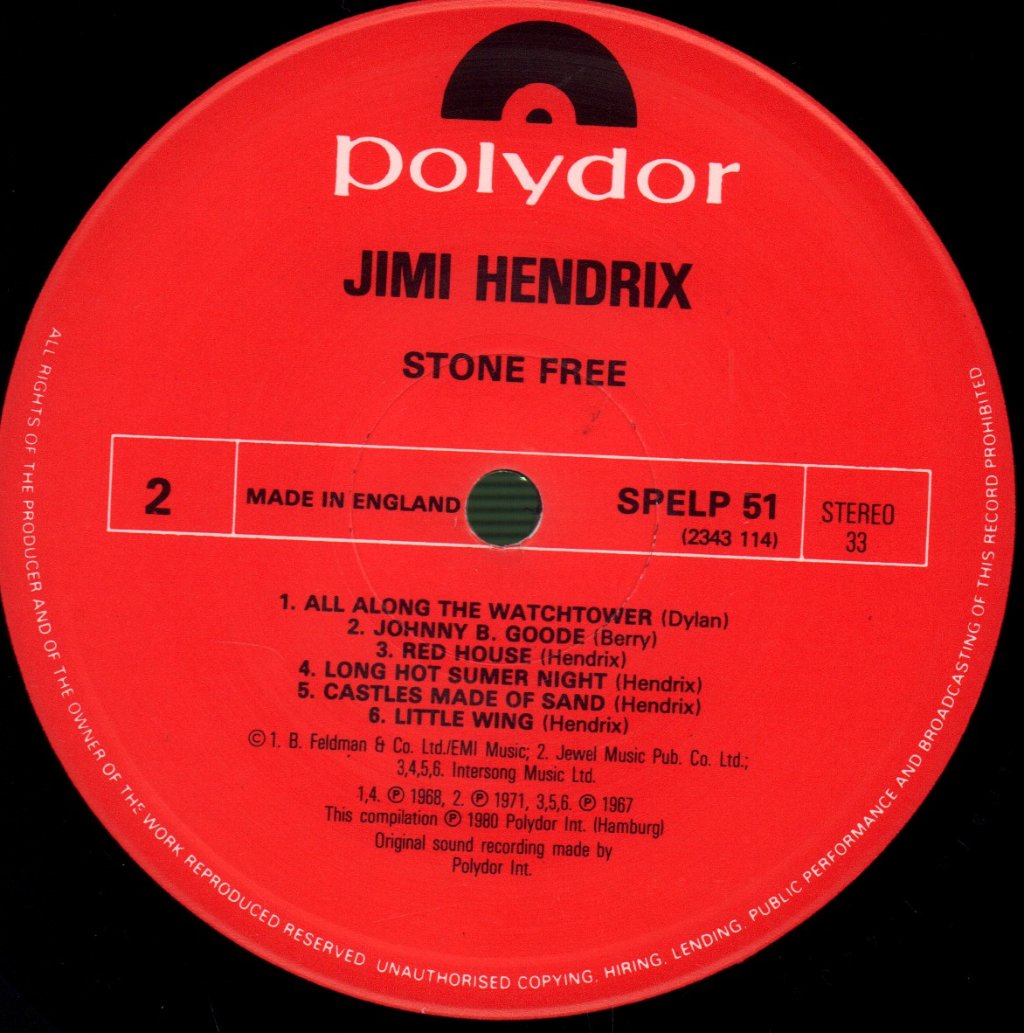 polydor
JIMI HENDRIX
STONE FREE
2
MADE IN ENGLAND
SPELP 51
(2343 114)
STEREO
33
1. ALL ALONG THE WATCHTOWER (Dylan)
2. JOHNNY B. GOODE (Berry)
3. RED HOUSE (Hendrix)
4. LONG HOT SUMER NIGHT (Hendrix)
5. CASTLES MADE OF SAND (Hendrix)
6. LITTLE WING (Hendrix)
© 1. B. Feldman & Co. Ltd./EMI Music; 2. Jewel Music Pub. Co. Ltd.;
3,4,5,6. Intersong Music Ltd.
1,4. ℗ 1968, 2. ℗ 1971, 3,5,6. ℗ 1967
This compilation ℗ 1980 Polydor Int. (Hamburg)
Original sound recording made by
Polydor Int.
ALL RIGHTS OF THE PRODUCER AND OF THE OWNER OF THE WORK REPRODUCED RESERVED. UNAUTHORISED COPYING, HIRING, LENDING, PUBLIC PERFORMANCE AND BROADCASTING OF THIS RECORD PROHIBITED